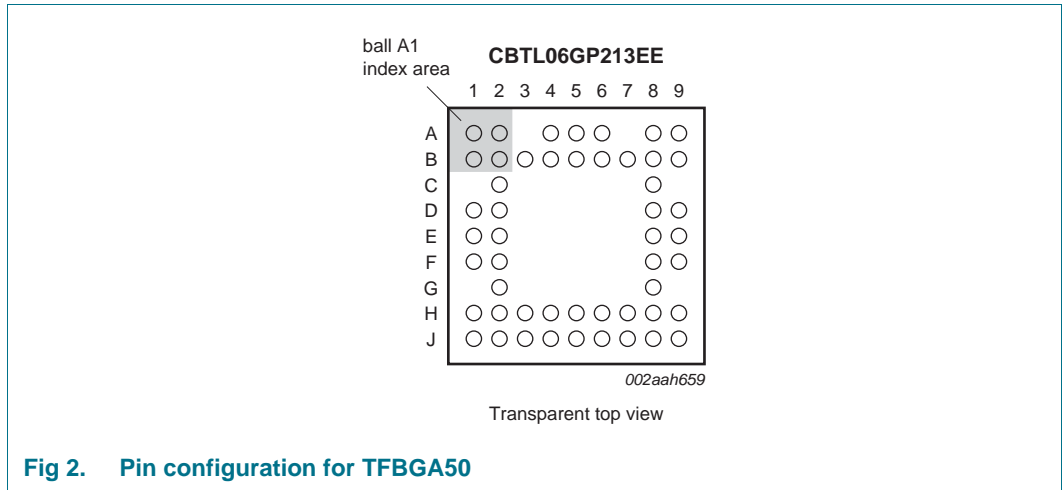 ball A1
index area
CBTL06GP213EE
1 2 3 4 5 6 7 8 9
A
B
C
D
E
F
G
H
J
002aah659
Transparent top view
Fig 2. Pin configuration for TFBGA50